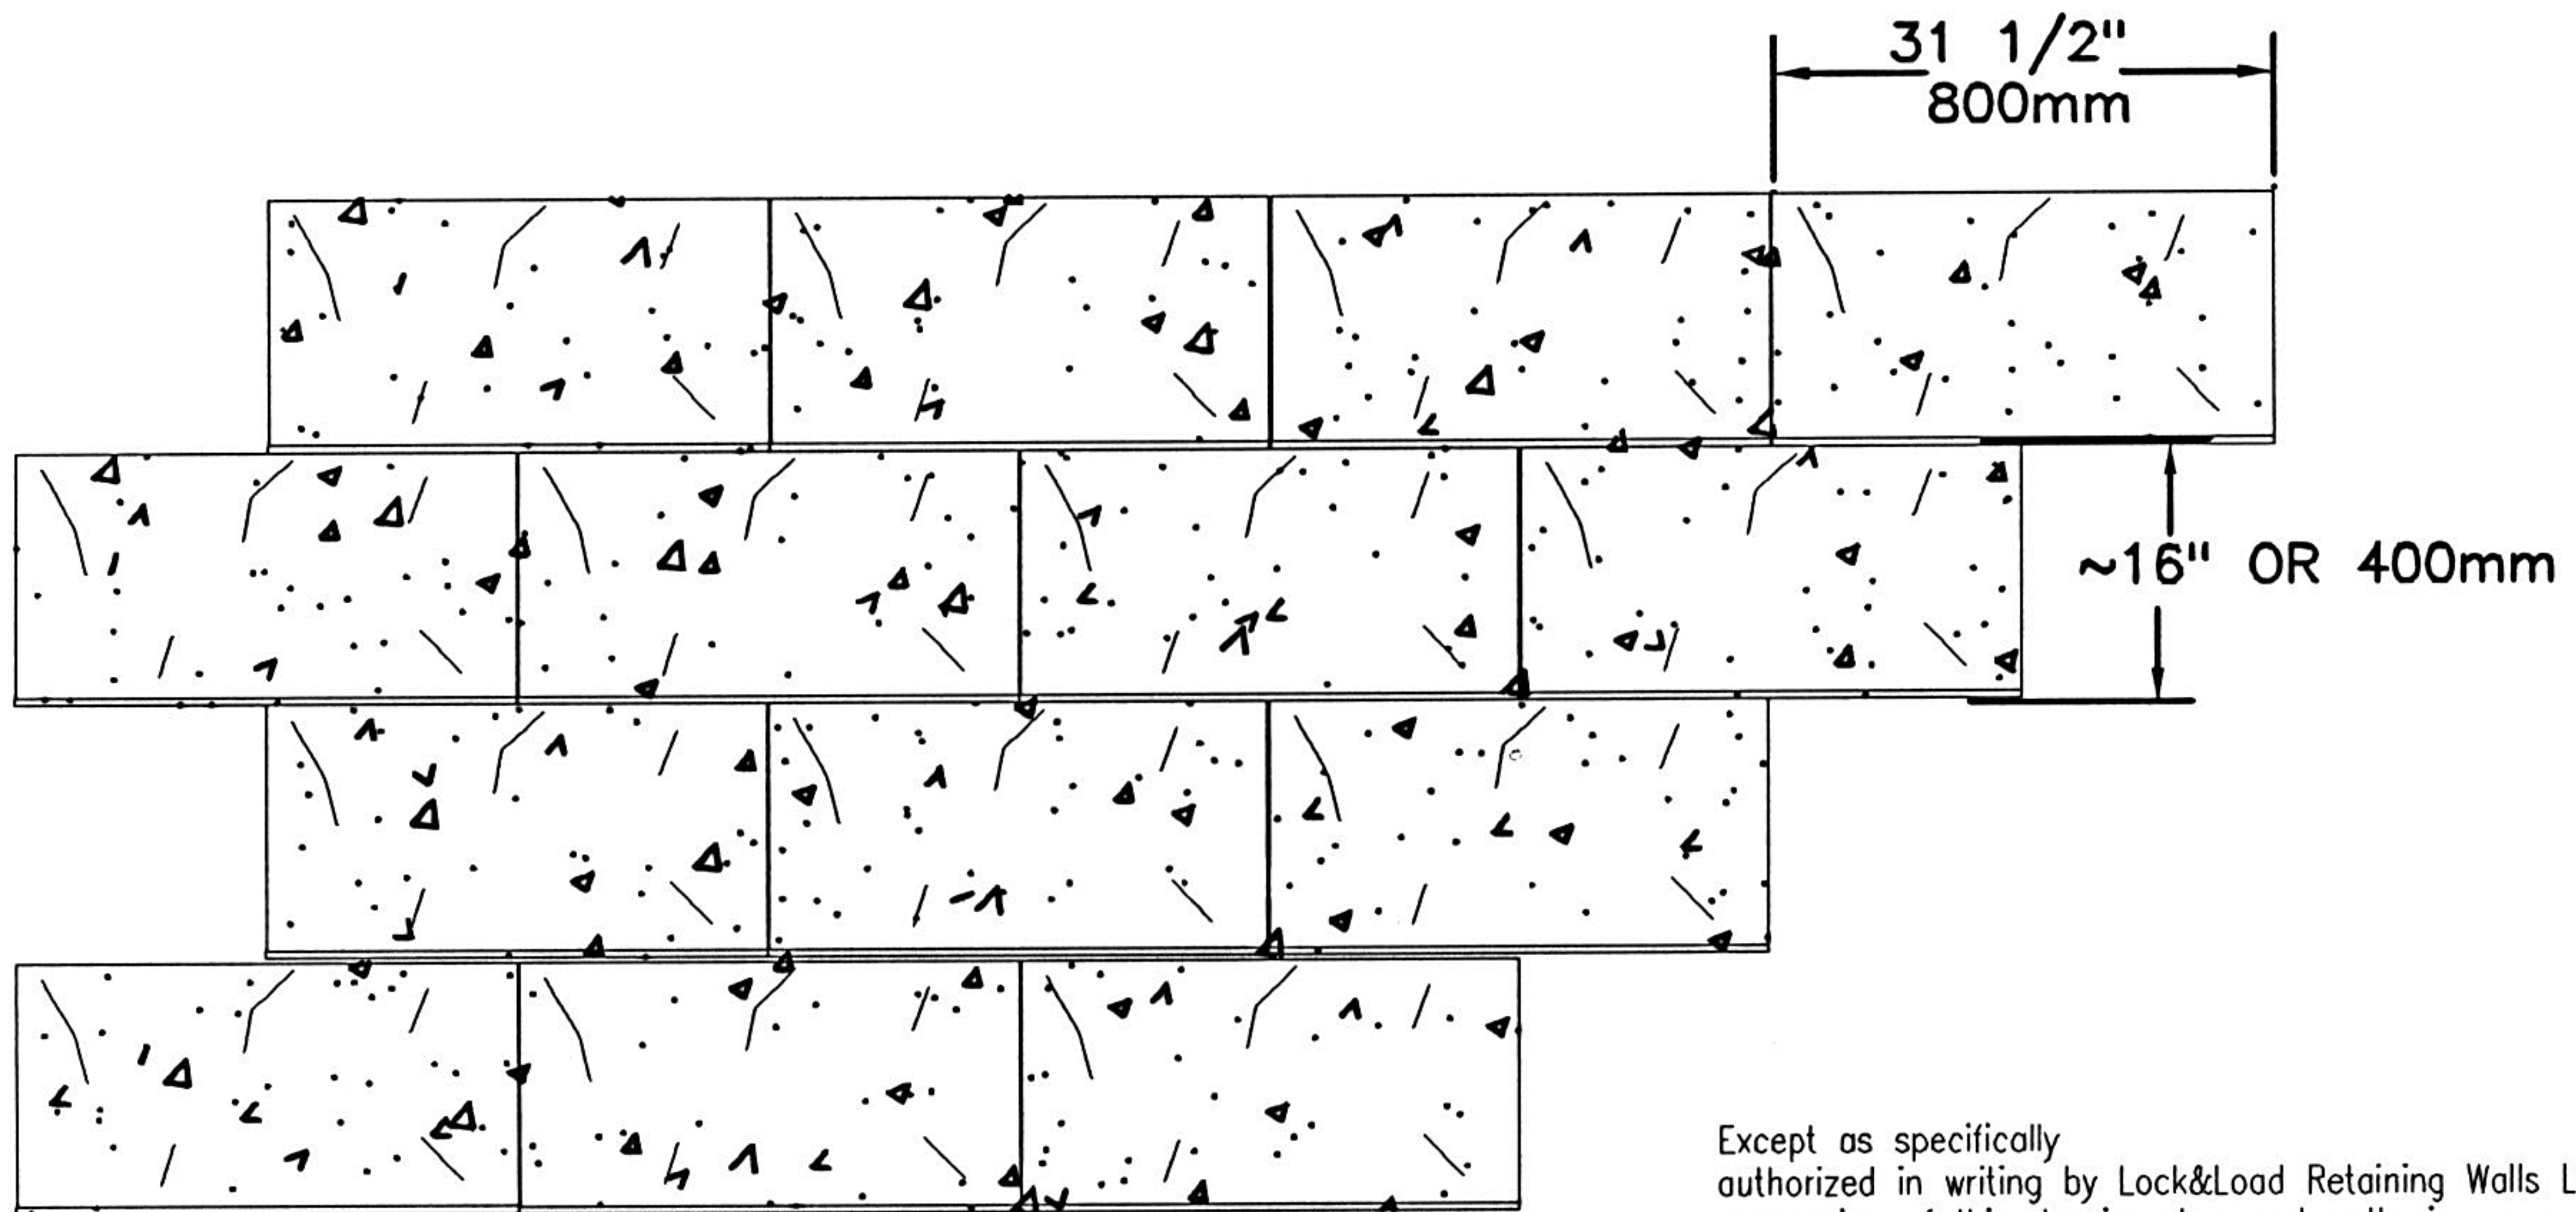 31 1/2"
800mm
~16" OR 400mm
Except as specifically
authorized in writing by Lock&Load Retaining Walls